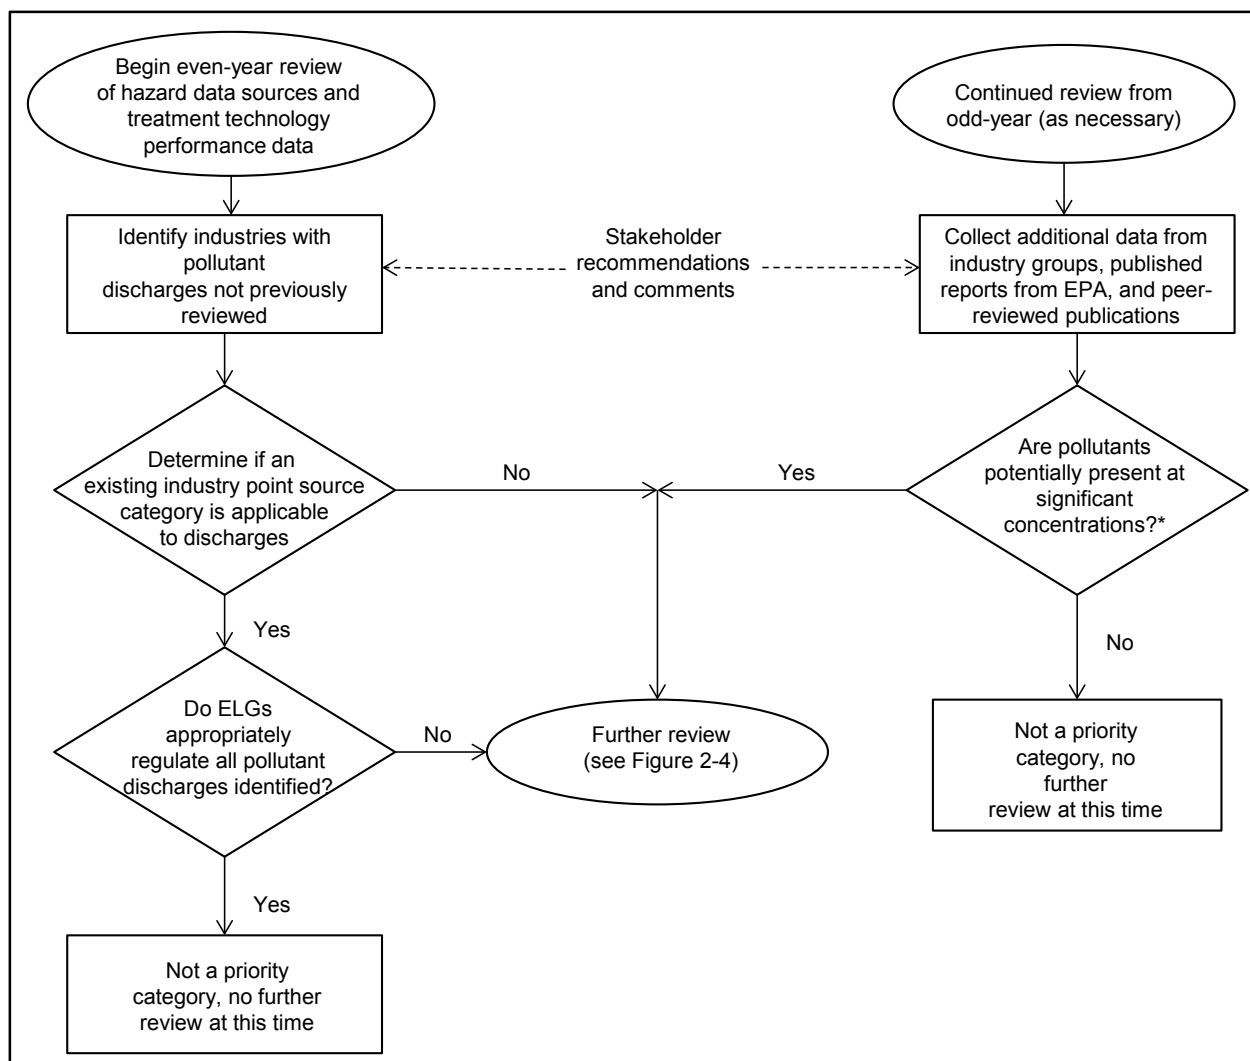 Begin even-year review
of hazard data sources and
treatment technology
performance data
Continued review from
odd-year (as necessary)
Identify industries with
pollutant
discharges not previously
reviewed
Stakeholder
recommendations
and comments
Collect additional data from
industry groups, published
reports from EPA, and peer-
reviewed publications
Determine if an
existing industry point source
category is applicable
to discharges
No
Yes
Are pollutants
potentially present at
significant
concentrations?*
Yes
No
Do ELGs
appropriately
regulate all pollutant
discharges identified?
No
Further review
(see Figure 2-4)
Not a priority
category, no
further
review at this time
Yes
Not a priority
category, no further
review at this time